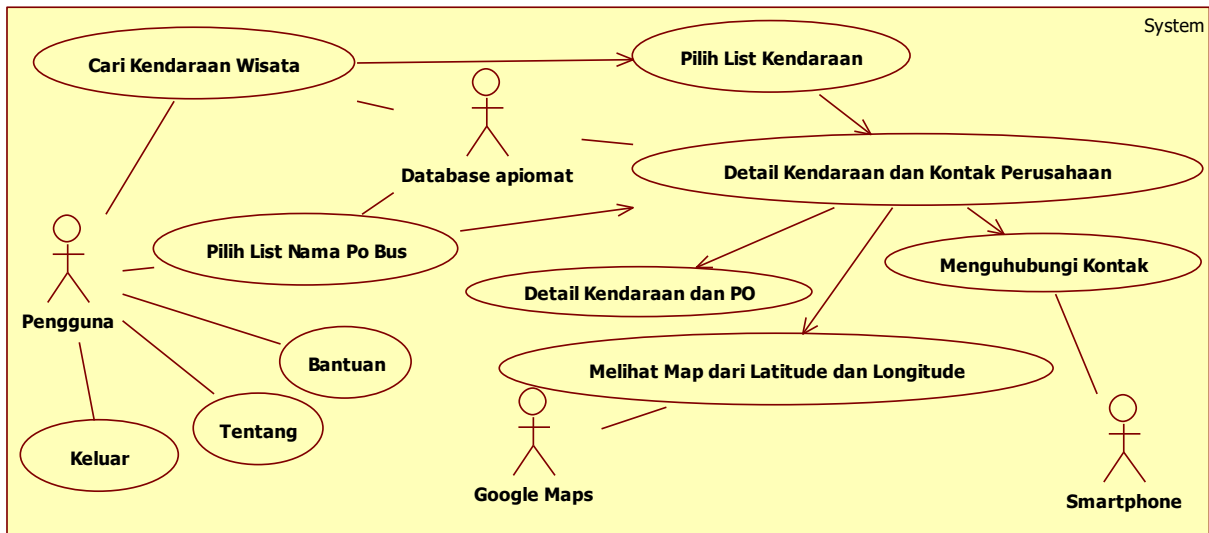 System
Cari Kendaraan Wisata
Pilih List Kendaraan
Database apiomat
Detail Kendaraan dan Kontak Perusahaan
Pilih List Nama Po Bus
Menguhubungi Kontak
Detail Kendaraan dan PO
Pengguna
Bantuan
Melihat Map dari Latitude dan Longitude
Tentang
Keluar
Google Maps
Smartphone